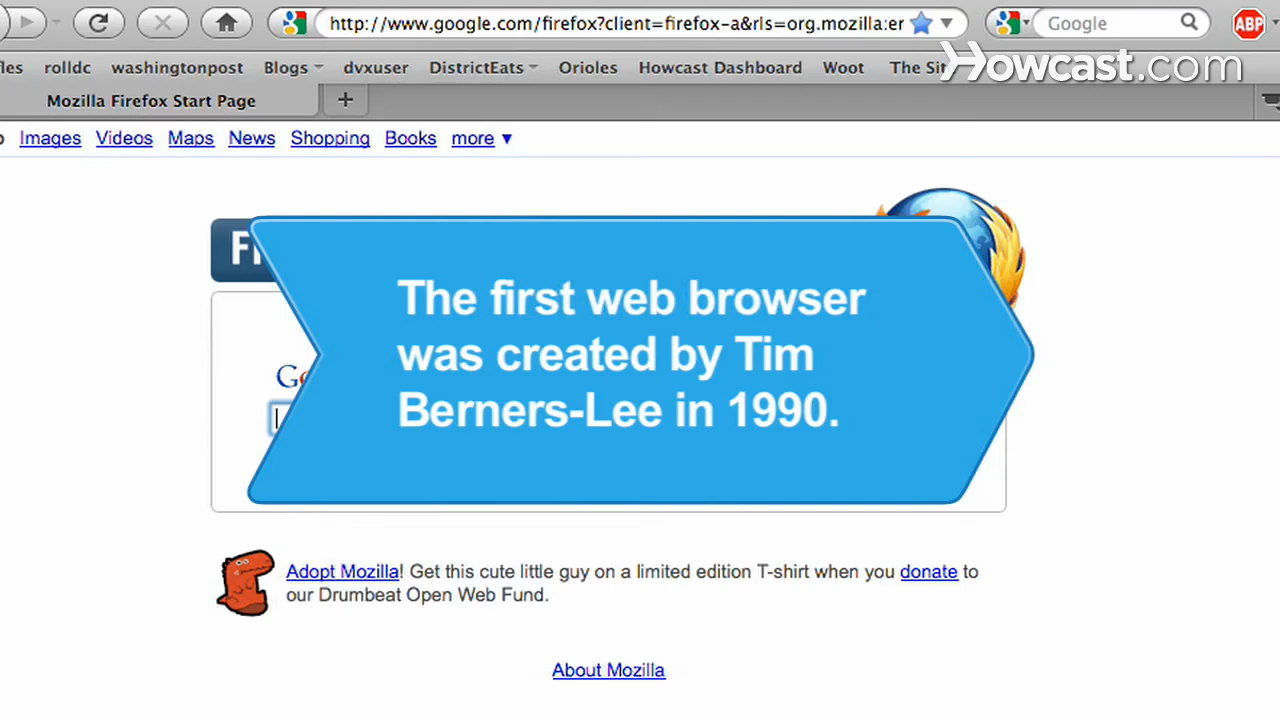 http://www.google.com/firefox?client=firefox-a&rls=org.mozilla:er
Google
ABP
rolldc washingtonpost Blogs dvxuser DistrictEats Orioles Howcast Dashboard Woot The
Howcast.com
Mozilla Firefox Start Page
Images Videos Maps News Shopping Books more ▼
The first web browser
was created by Tim
Berners-Lee in 1990.
Adopt Mozilla! Get this cute little guy on a limited edition T-shirt when you donate to
our Drumbeat Open Web Fund.
About Mozilla